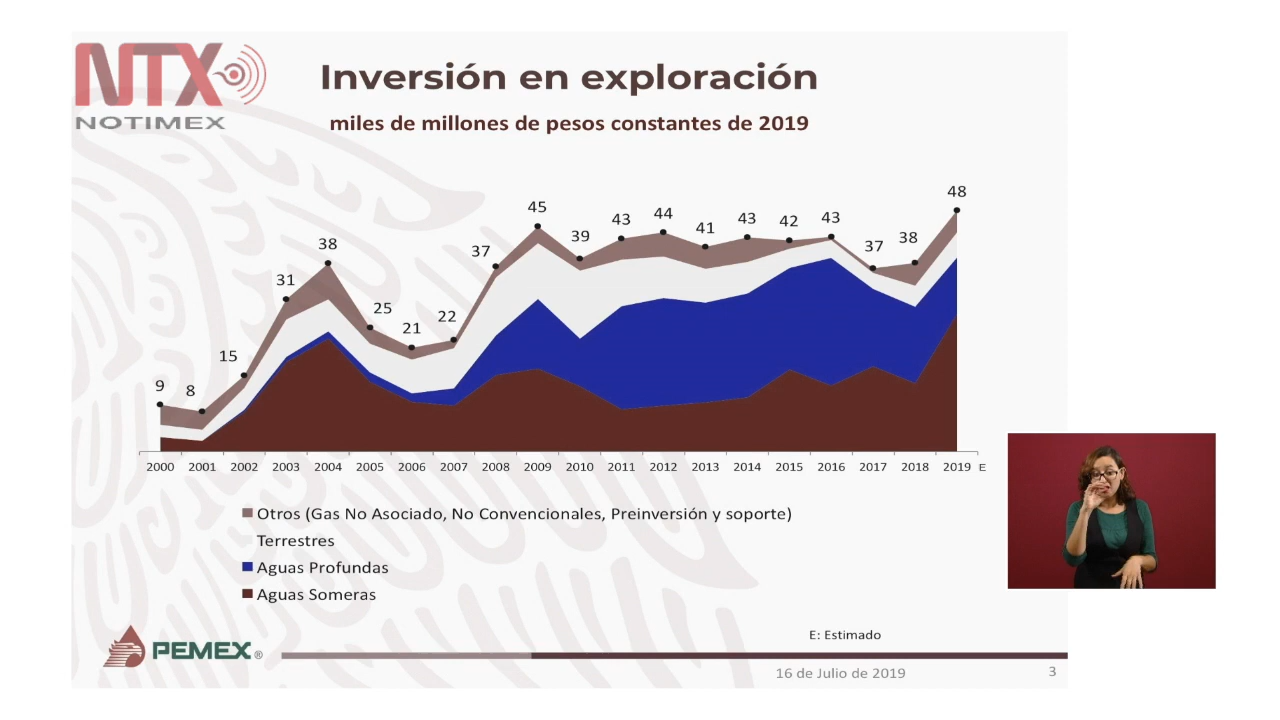 NTX
NOTIMEX
Inversión en exploración
miles de millones de pesos constantes de 2019
9
8
15
31
38
25
21
22
37
45
39
43
44
41
43
42
43
37
38
48
2000 2001 2002 2003 2004 2005 2006 2007 2008 2009 2010 2011 2012 2013 2014 2015 2016 2017 2018 2019 E
Otros (Gas No Asociado, No Convencionales, Preinversión y soporte)
Terrestres
Aguas Profundas
Aguas Someras
E: Estimado
PEMEX®
16 de Julio de 2019
3